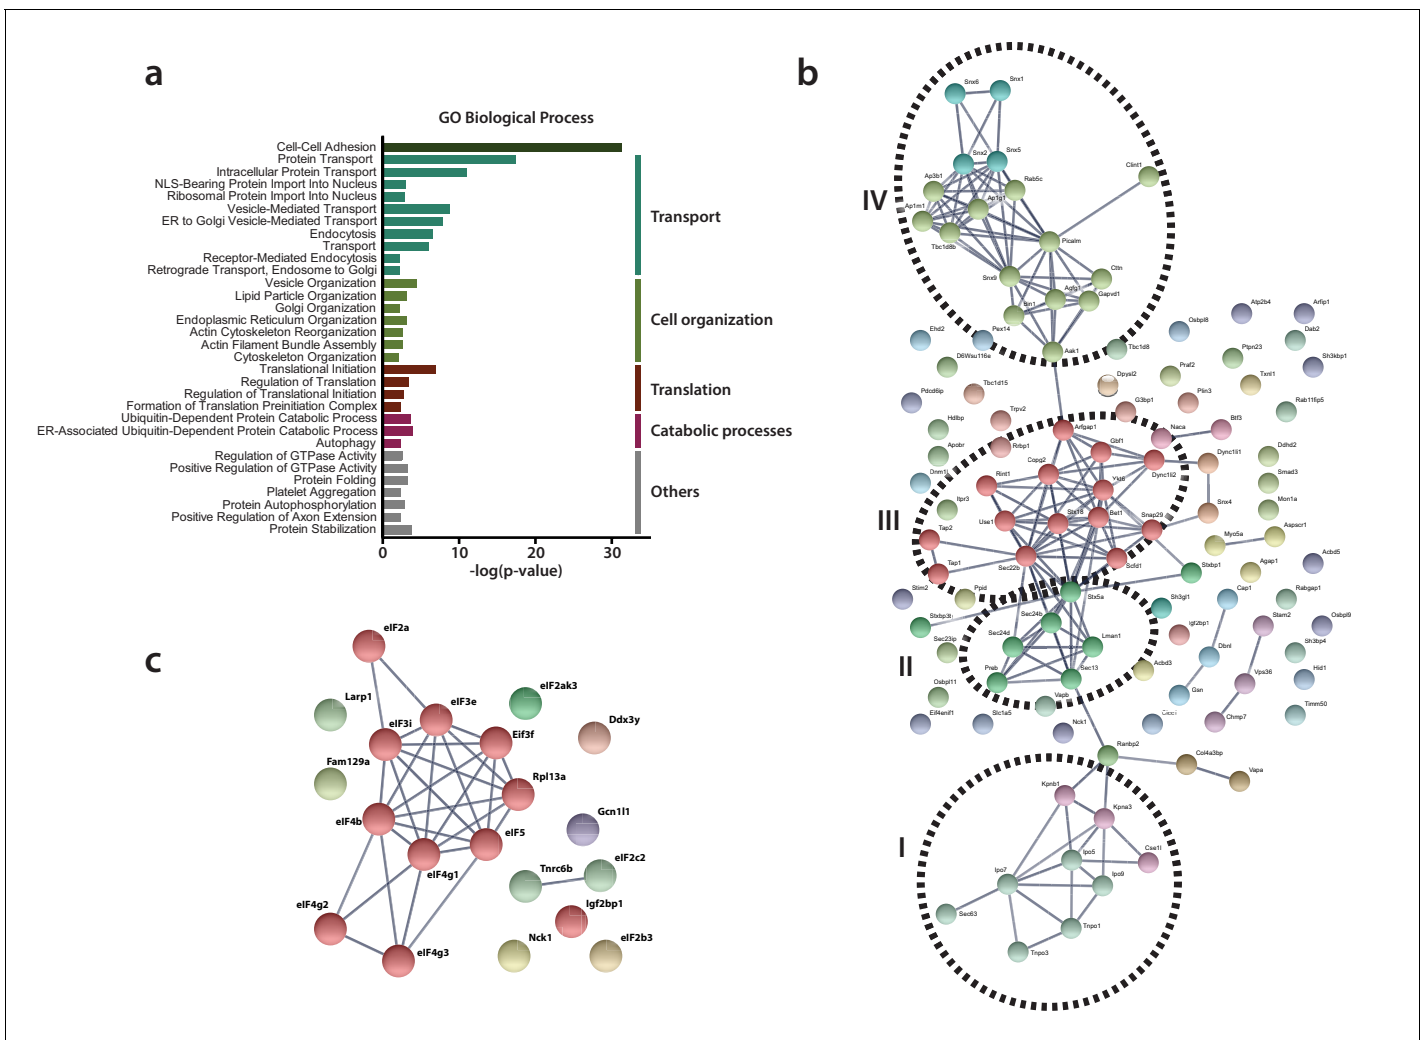 a
GO Biological Process
Cell-Cell Adhesion
Protein Transport
Intracellular Protein Transport
NLS-Bearing Protein Import Into Nucleus
Ribosomal Protein Import Into Nucleus
Vesicle-Mediated Transport
ER to Golgi Vesicle-Mediated Transport
Endocytosis
Transport
Receptor-Mediated Endocytosis
Retrograde Transport, Endosome to Golgi
Vesicle Organization
Lipid Particle Organization
Golgi Organization
Endoplasmic Reticulum Organization
Actin Cytoskeleton Reorganization
Actin Filament Bundle Assembly
Cytoskeleton Organization
Translational Initiation
Regulation of Translation
Regulation of Translational Initiation
Formation of Translation Preinitiation Complex
Ubiquitin-Dependent Protein Catabolic Process
ER-Associated Ubiquitin-Dependent Protein Catabolic Process
Autophagy
Regulation of GTPase Activity
Positive Regulation of GTPase Activity
Protein Folding
Platelet Aggregation
Protein Autophosphorylation
Positive Regulation of Axon Extension
Protein Stabilization
Transport
Cell organization
Translation
Catabolic processes
Others
0
10
20
30
-log(p-value)
b
IV
Snx6
Snx1
Snx2
Snx5
Clint1
Ap3b1
Rab5c
Ap1g1
Ap1m1
Tbc1d8b
Picalm
Snx9
Cttn
Agfg1
Gapvd1
Bin1
Aak1
Ehd2
Pex14
Tbc1d8
Osbpl8
Atp2b4
Arfip1
Dab2
D6Wsu116e
Ptpn23
Sh3kbp1
Dpysl2
Praf2
Txnl1
Pdcd6ip
Tbc1d15
Plin3
G3bp1
Rab11fip5
Hdlbp
Trpv2
Arfgap1
Naca
Btf3
Apobr
Rrbp1
Gbf1
Ddhd2
Copg2
Dync1li2
Dync1li1
Dnm1l
Rint1
Ykt6
Smad3
Itpr3
Snx4
Mon1a
III
Use1
Stx18
Bet1
Snap29
Tap2
Myo5a
Aspscr1
Tap1
Sec22b
Scfd1
Stxbp1
Agap1
Acbd5
Stim2
Ppid
Stx5a
Sh3gl1
Cap1
Rabgap1
Sec24b
Sec24d
Lman1
Igf2bp1
Stam2
Osbpl9
Sec23ip
Sh3bp4
II
Preb
Sec13
Acbd3
Dbnl
Vps36
Hid1
Osbpl11
Vapb
Gsn
Timm50
Eif4enif1
Slc1a5
Nck1
Chmp7
Ranbp2
Col4a3bp
Vapa
Kpnb1
Kpna3
I
Ipo5
Cse1l
Ipo7
Ipo9
Sec63
Tnpo1
Tnpo3
c
eIF2a
Larp1
eIF3e
eIF2ak3
eIF3i
Eif3f
Ddx3y
Fam129a
Rpl13a
eIF4b
eIF5
Gcn1l1
eIF4g1
Tnrc6b
eIF2c2
eIF4g2
Igf2bp1
eIF4g3
Nck1
eIF2b3